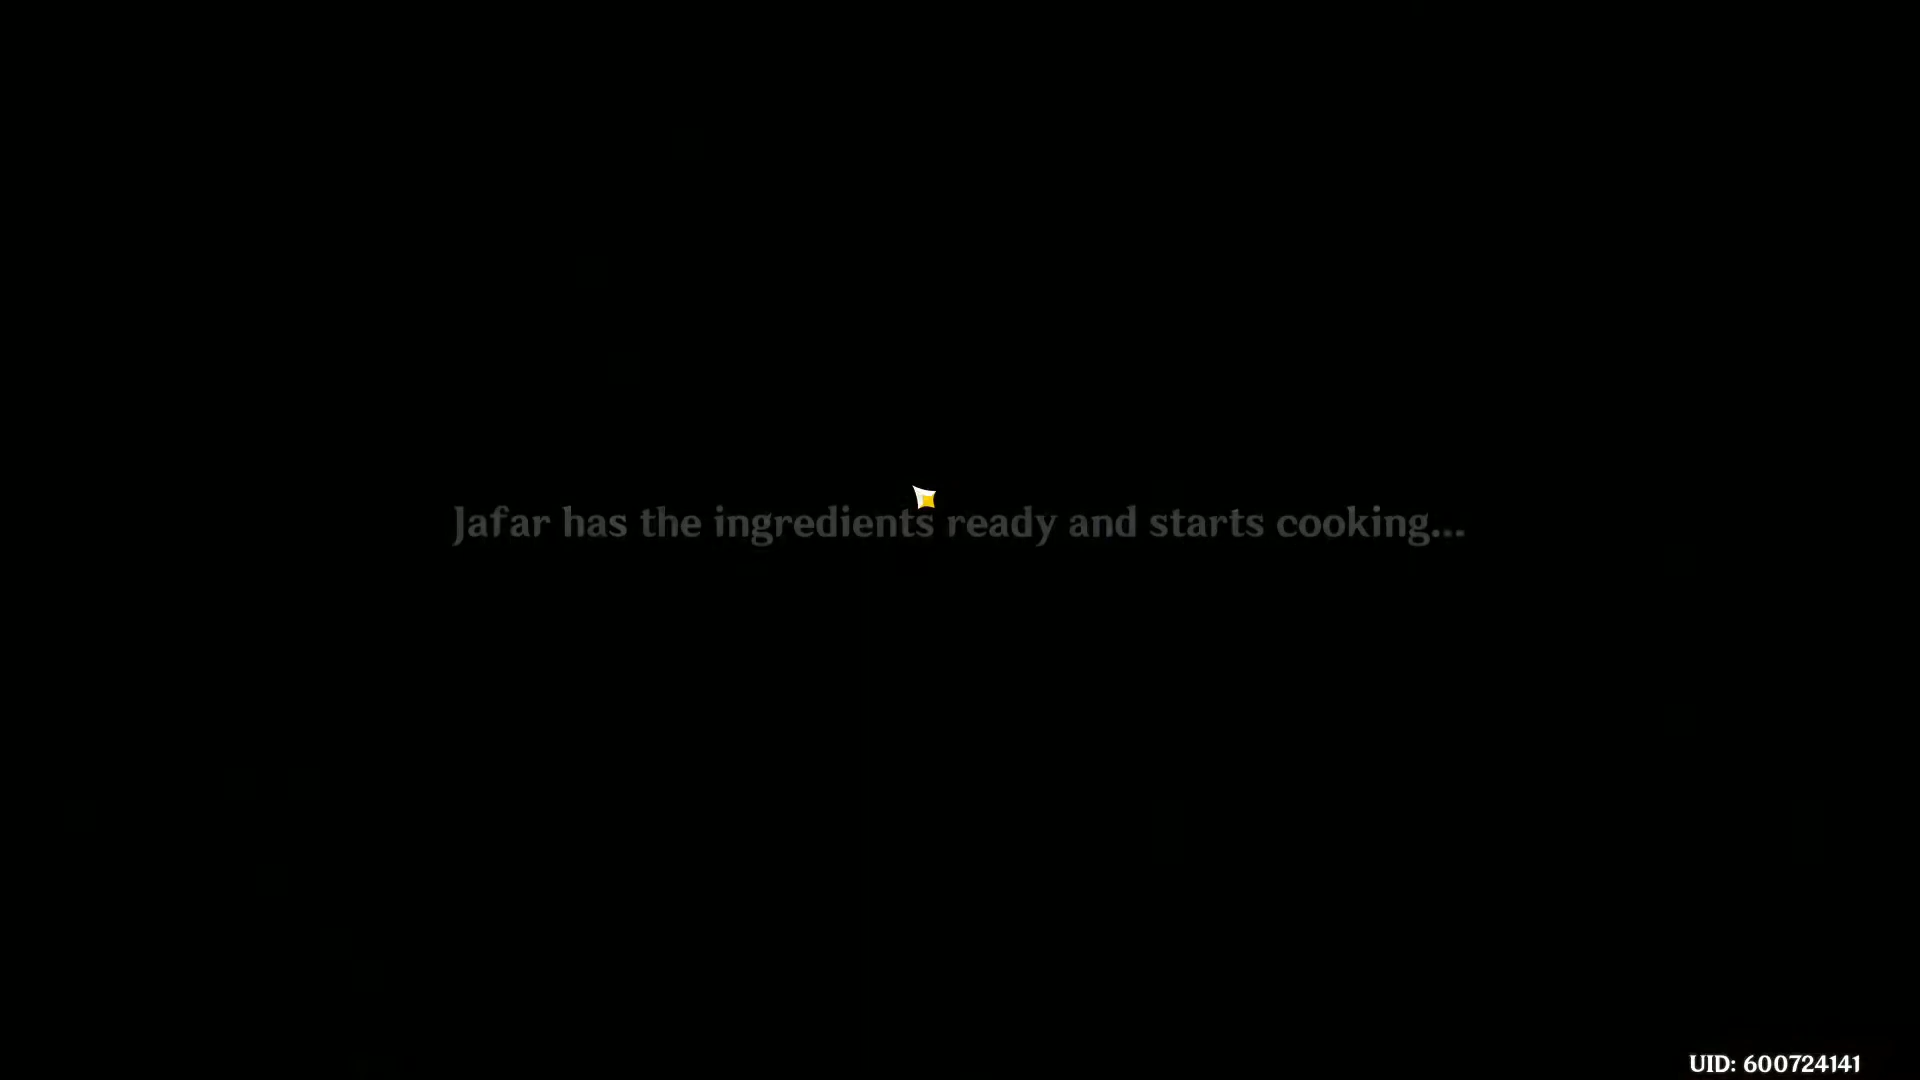 Jafar has the ingredients ready and starts cooking...
UID: 600724141